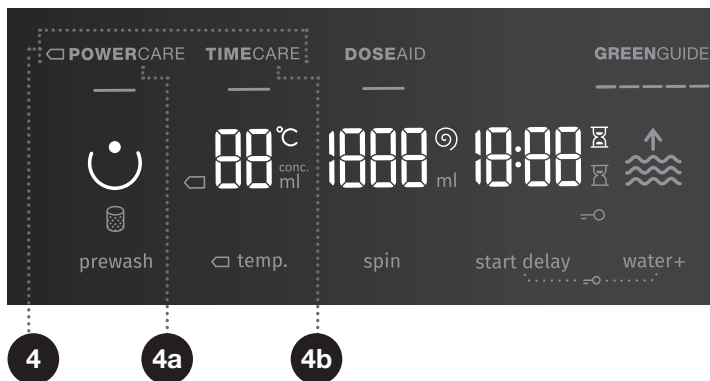 POWERCARE TIMECARE DOSEAID GREENGUIDE
88 °C 1888 18:88
conc.
ml ml
prewash temp. spin start delay water+
4 4a 4b